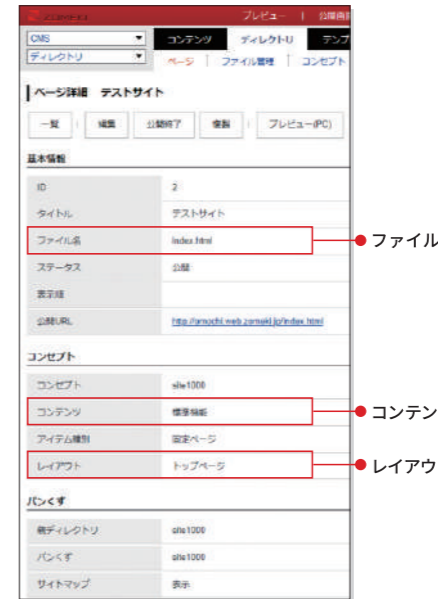 プレビュー | 公開画
CMS コンテンツ ディレクトリ テンプ
ディレクトリ ページ | ファイル管理 | コンセプト
ページ詳細 テストサイト
一覧 編集 公開終了 複製 プレビュー(PC)
基本情報
ID 2
タイトル テストサイト
ファイル名 index.html
ファイル
ステータス 公開
表示順
公開URL
コンセプト
コンセプト site1000
コンテンツ 標準機能
コンテン
アイテム種別 固定ページ
レイアウト トップページ
レイアウ
パンくず
親ディレクトリ site1000
パンくず site1000
サイトマップ 表示